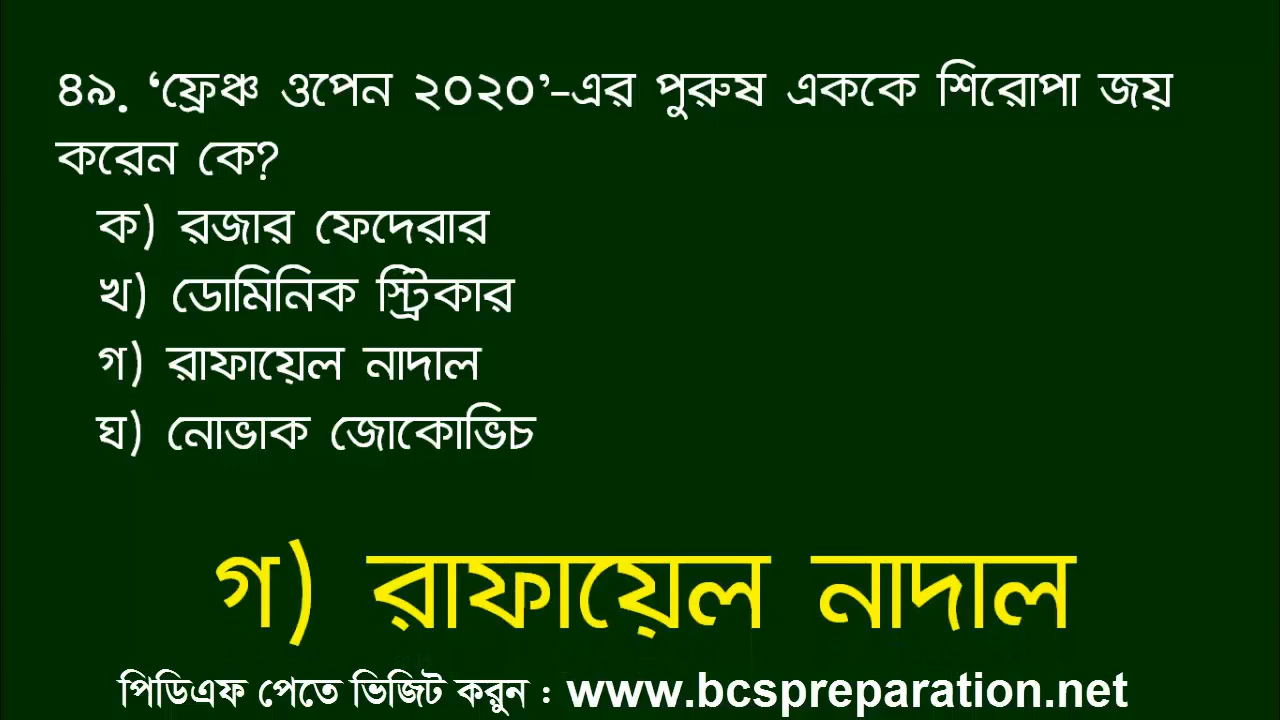 ৪৯. ‘ফ্রেঞ্চ ওপেন ২০২০’-এর পুরুষ এককে শিরোপা জয়
করেন কে?
ক) রজার ফেদেরার
খ) ডোমিনিক স্ট্রিকার
গ) রাফায়েল নাদাল
ঘ) নোভাক জোকোভিচ
গ) রাফায়েল নাদাল
পিডিএফ পেতে ভিজিট করুন : www.bcspreparation.net